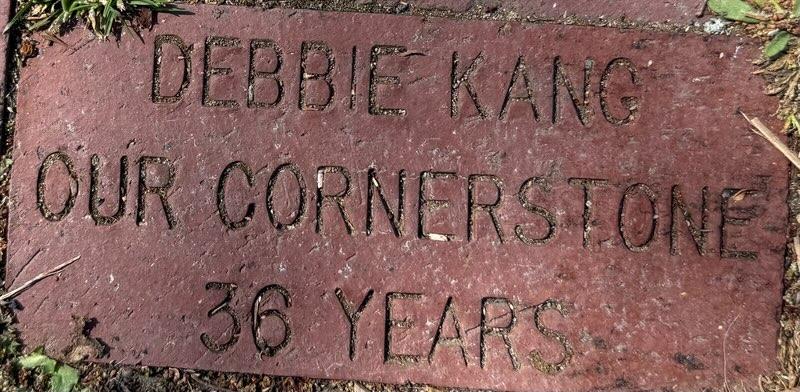 DEBBIE KANG
OUR CORNERSTONE
36 YEARS